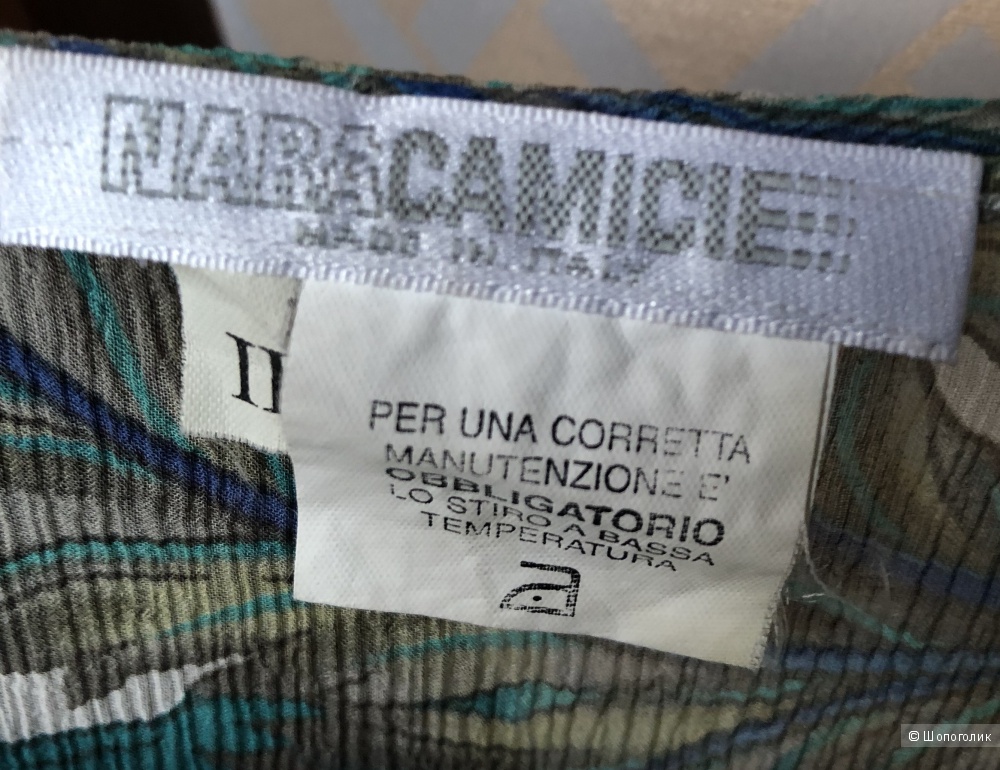 NARACAMICIE
MADE IN ITALY
II
PER UNA CORRETTA
MANUTENZIONE E'
OBBLIGATORIO
LO STIRO A BASSA
TEMPERATURA
© Шопоголик